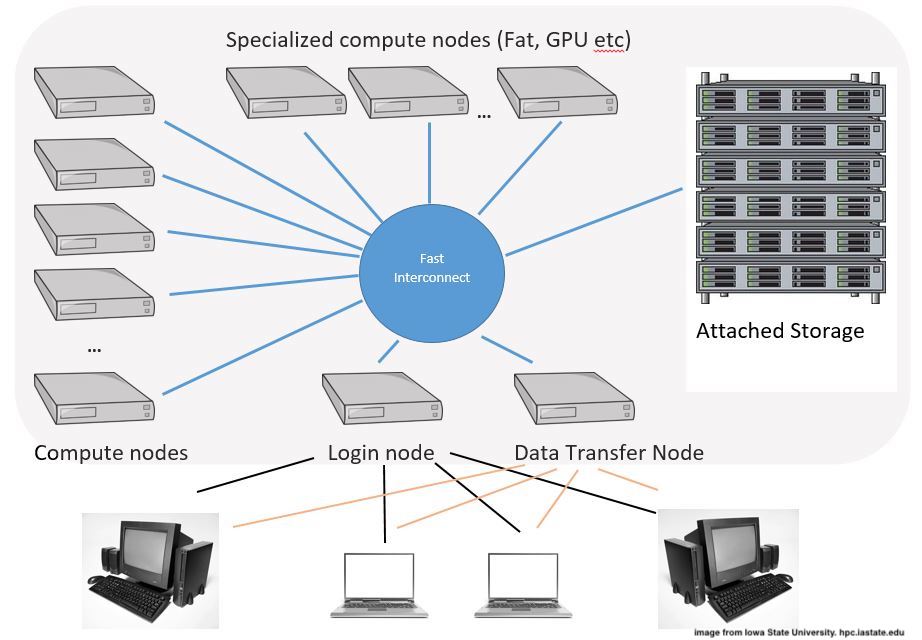 Specialized compute nodes (Fat, GPU etc)
...
Fast
Interconnect
Attached Storage
...
Compute nodes
Login node
Data Transfer Node
image from Iowa State University. hpc.iastate.edu